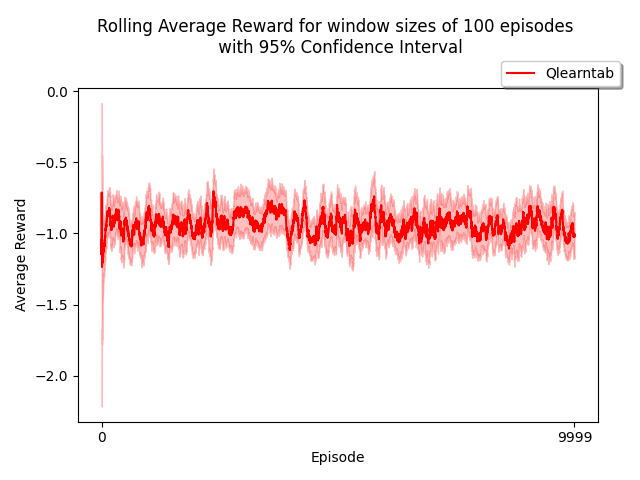 Rolling Average Reward for window sizes of 100 episodes
with 95% Confidence Interval
Qlearntab
0.0
−0.5
−1.0
−1.5
−2.0
Average Reward
0
9999
Episode